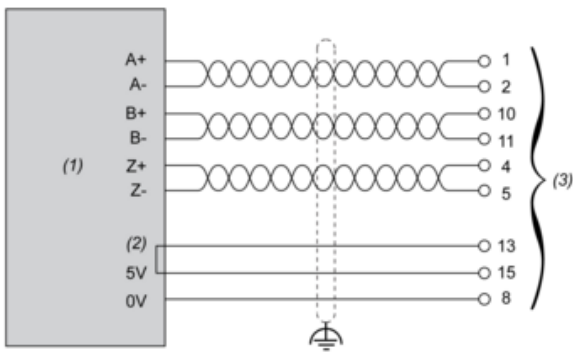 A+ 1
A- 2
B+ 10
B- 11
(1) Z+ 4 (3)
Z- 5
(2) 13
5V 15
0V 8